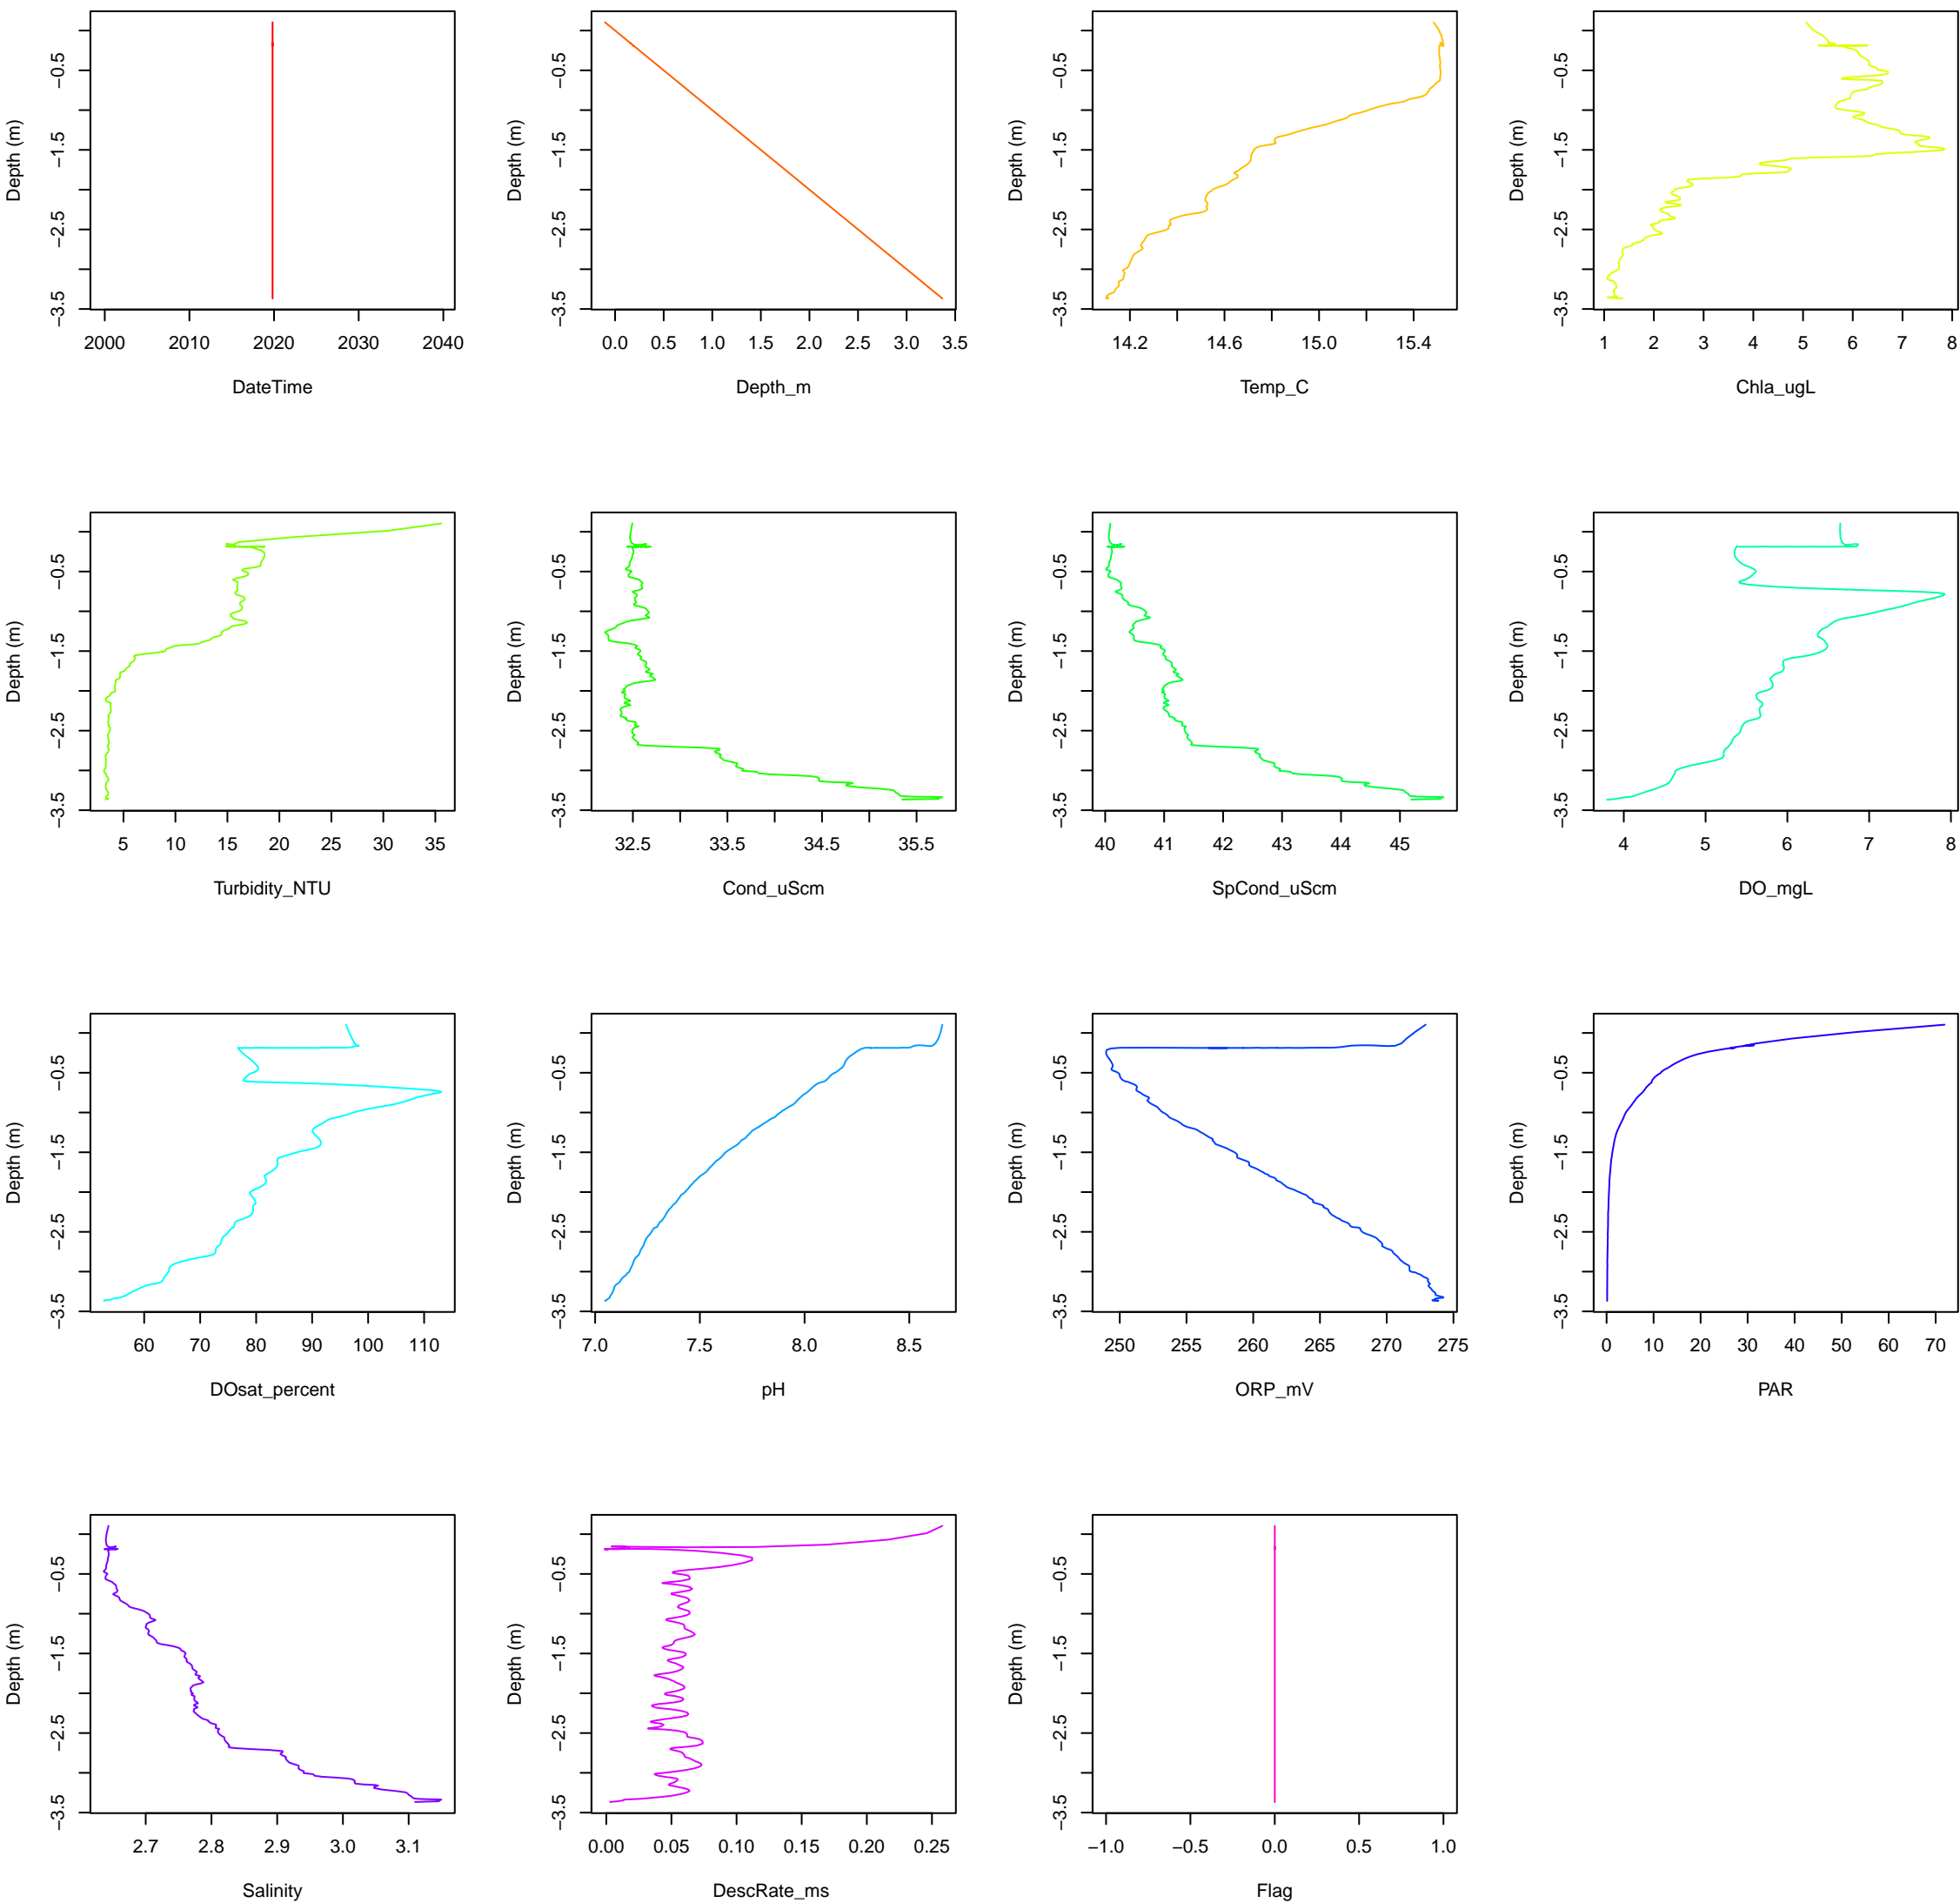 Depth (m)
−3.5 −2.5 −1.5 −0.5
2000 2010 2020 2030 2040
DateTime
Depth (m)
−3.5 −2.5 −1.5 −0.5
0.0 0.5 1.0 1.5 2.0 2.5 3.0 3.5
Depth_m
Depth (m)
−3.5 −2.5 −1.5 −0.5
14.2 14.6 15.0 15.4
Temp_C
Depth (m)
−3.5 −2.5 −1.5 −0.5
1 2 3 4 5 6 7 8
Chla_ugL
Depth (m)
−3.5 −2.5 −1.5 −0.5
5 10 15 20 25 30 35
Turbidity_NTU
Depth (m)
−3.5 −2.5 −1.5 −0.5
32.5 33.5 34.5 35.5
Cond_uScm
Depth (m)
−3.5 −2.5 −1.5 −0.5
40 41 42 43 44 45
SpCond_uScm
Depth (m)
−3.5 −2.5 −1.5 −0.5
4 5 6 7 8
DO_mgL
Depth (m)
−3.5 −2.5 −1.5 −0.5
60 70 80 90 100 110
DOsat_percent
Depth (m)
−3.5 −2.5 −1.5 −0.5
7.0 7.5 8.0 8.5
pH
Depth (m)
−3.5 −2.5 −1.5 −0.5
250 255 260 265 270 275
ORP_mV
Depth (m)
−3.5 −2.5 −1.5 −0.5
0 10 20 30 40 50 60 70
PAR
Depth (m)
−3.5 −2.5 −1.5 −0.5
2.7 2.8 2.9 3.0 3.1
Salinity
Depth (m)
−3.5 −2.5 −1.5 −0.5
0.00 0.05 0.10 0.15 0.20 0.25
DescRate_ms
Depth (m)
−3.5 −2.5 −1.5 −0.5
−1.0 −0.5 0.0 0.5 1.0
Flag